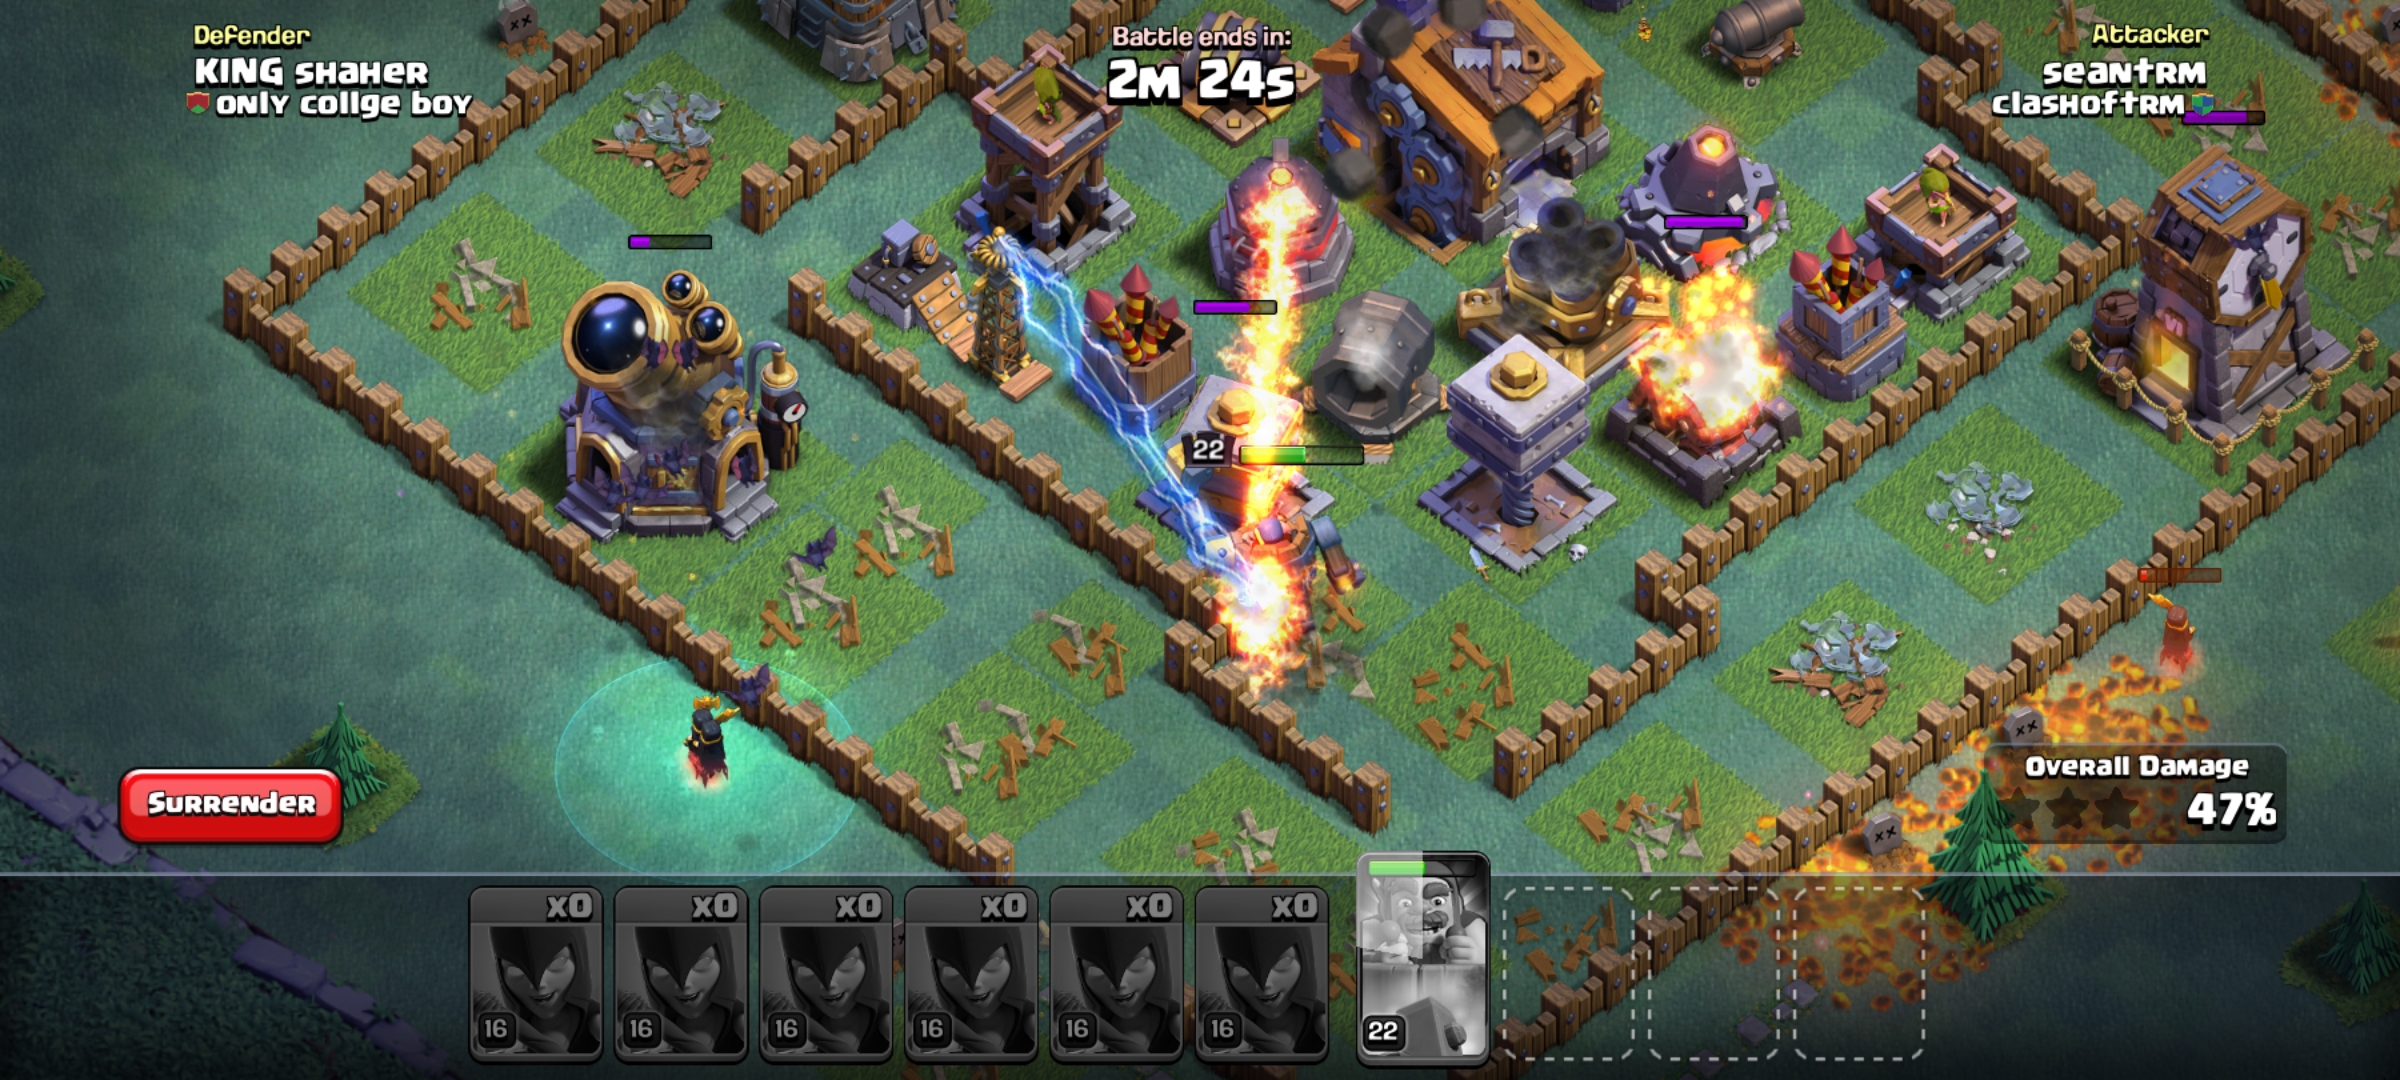 Defender
KING SHAHER
only collge boy
Battle ends in:
2M 24s
Attacker
seantRM
clashoftRM
22
Surrender
Overall Damage
47%
x0
x0
x0
x0
x0
x0
16
16
16
16
16
16
22